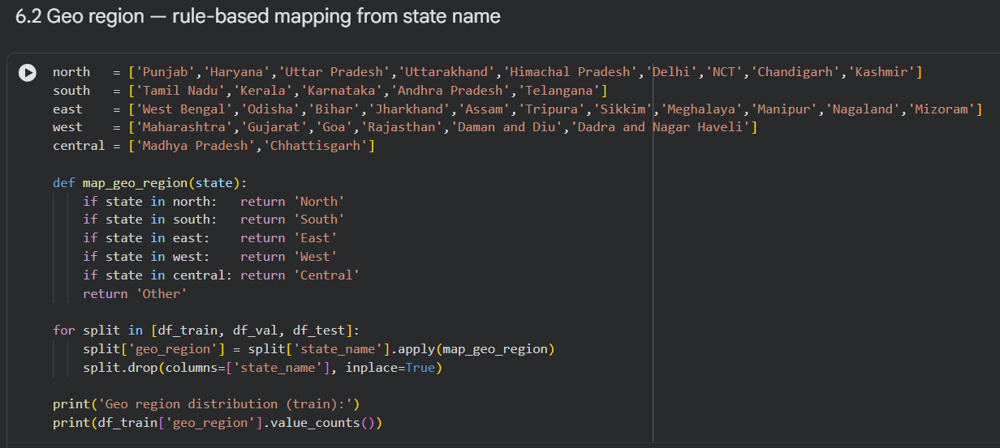 6.2 Geo region — rule-based mapping from state name
north   = ['Punjab','Haryana','Uttar Pradesh','Uttarakhand','Himachal Pradesh','Delhi','NCT','Chandigarh','Kashmir']
south   = ['Tamil Nadu','Kerala','Karnataka','Andhra Pradesh','Telangana']
east    = ['West Bengal','Odisha','Bihar','Jharkhand','Assam','Tripura','Sikkim','Meghalaya','Manipur','Nagaland','Mizoram']
west    = ['Maharashtra','Gujarat','Goa','Rajasthan','Daman and Diu','Dadra and Nagar Haveli']
central = ['Madhya Pradesh','Chhattisgarh']
def map_geo_region(state):
    if state in north:   return 'North'
    if state in south:   return 'South'
    if state in east:    return 'East'
    if state in west:    return 'West'
    if state in central: return 'Central'
    return 'Other'
for split in [df_train, df_val, df_test]:
    split['geo_region'] = split['state_name'].apply(map_geo_region)
    split.drop(columns=['state_name'], inplace=True)
print('Geo region distribution (train):')
print(df_train['geo_region'].value_counts())